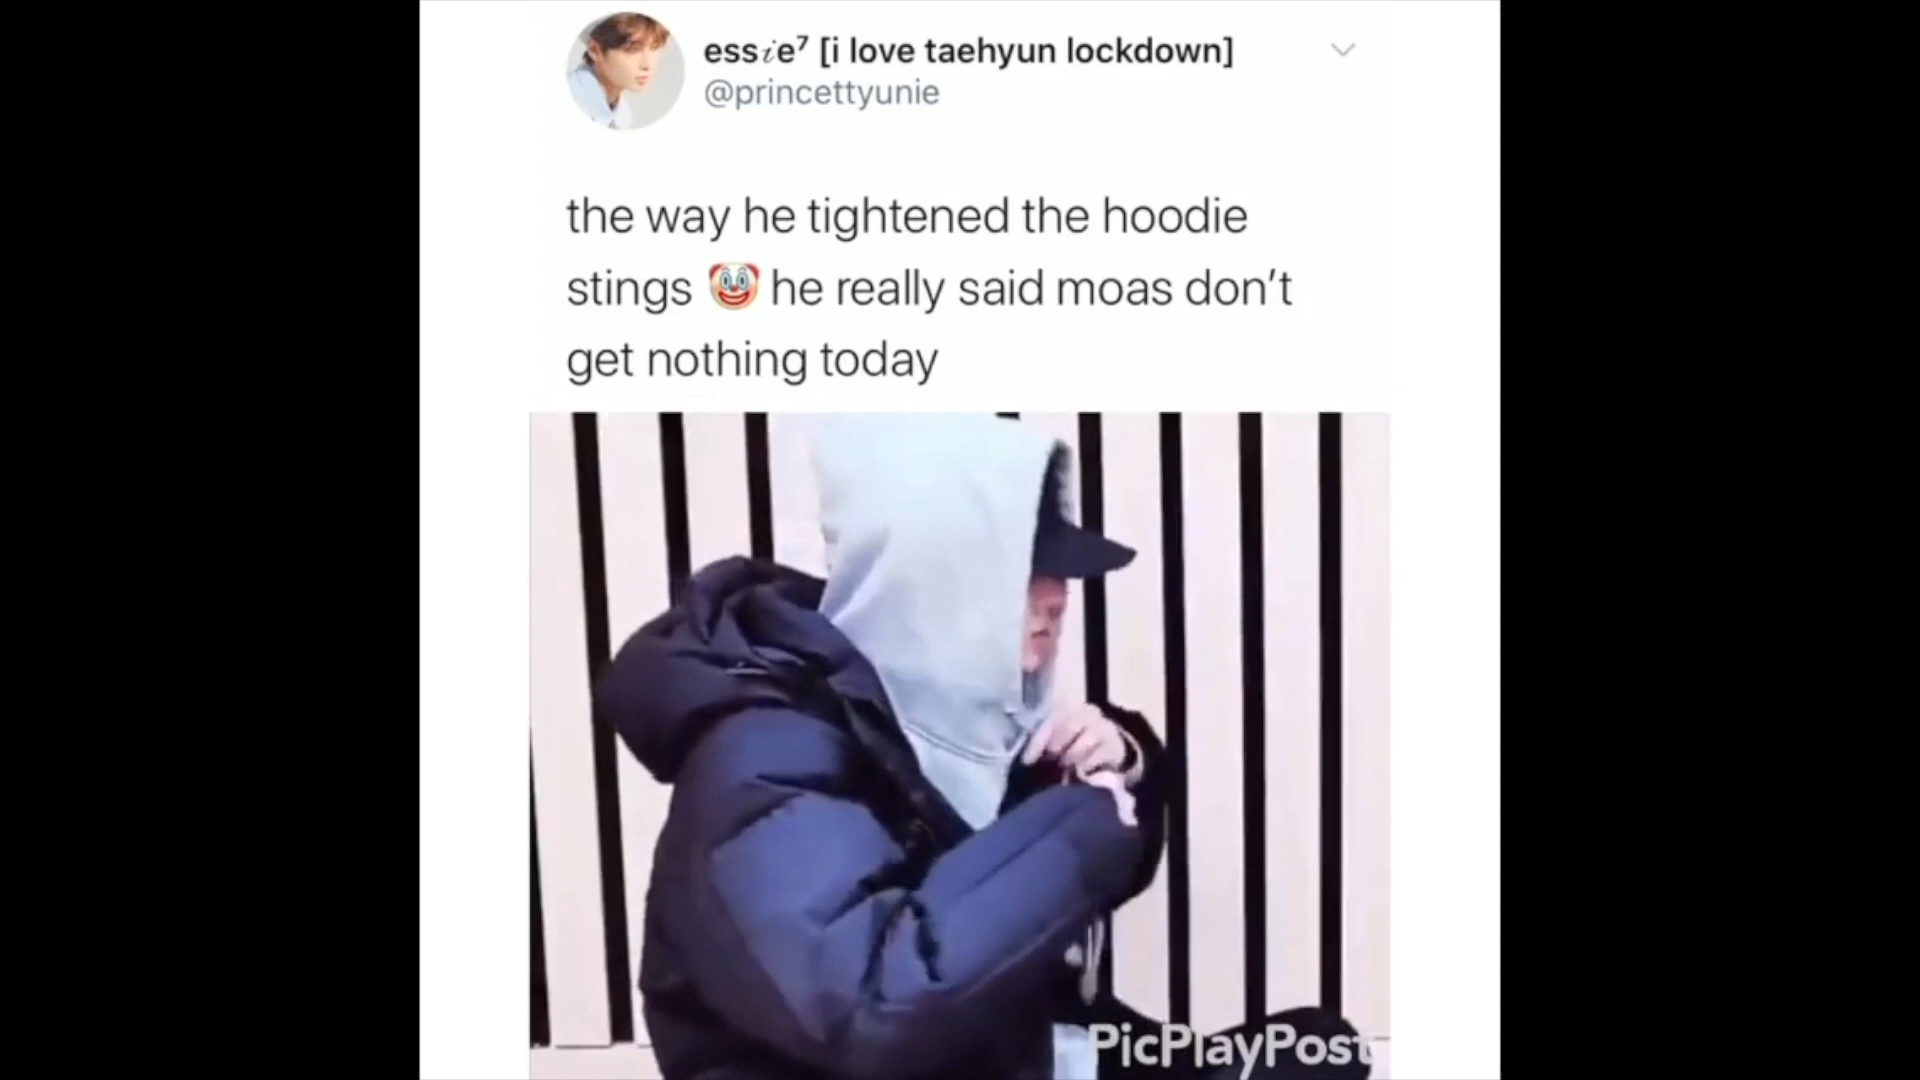 essie⁷ [i love taehyun lockdown]
@princettyunie
the way he tightened the hoodie
stings 🤡 he really said moas don't
get nothing today
PicPlayPost